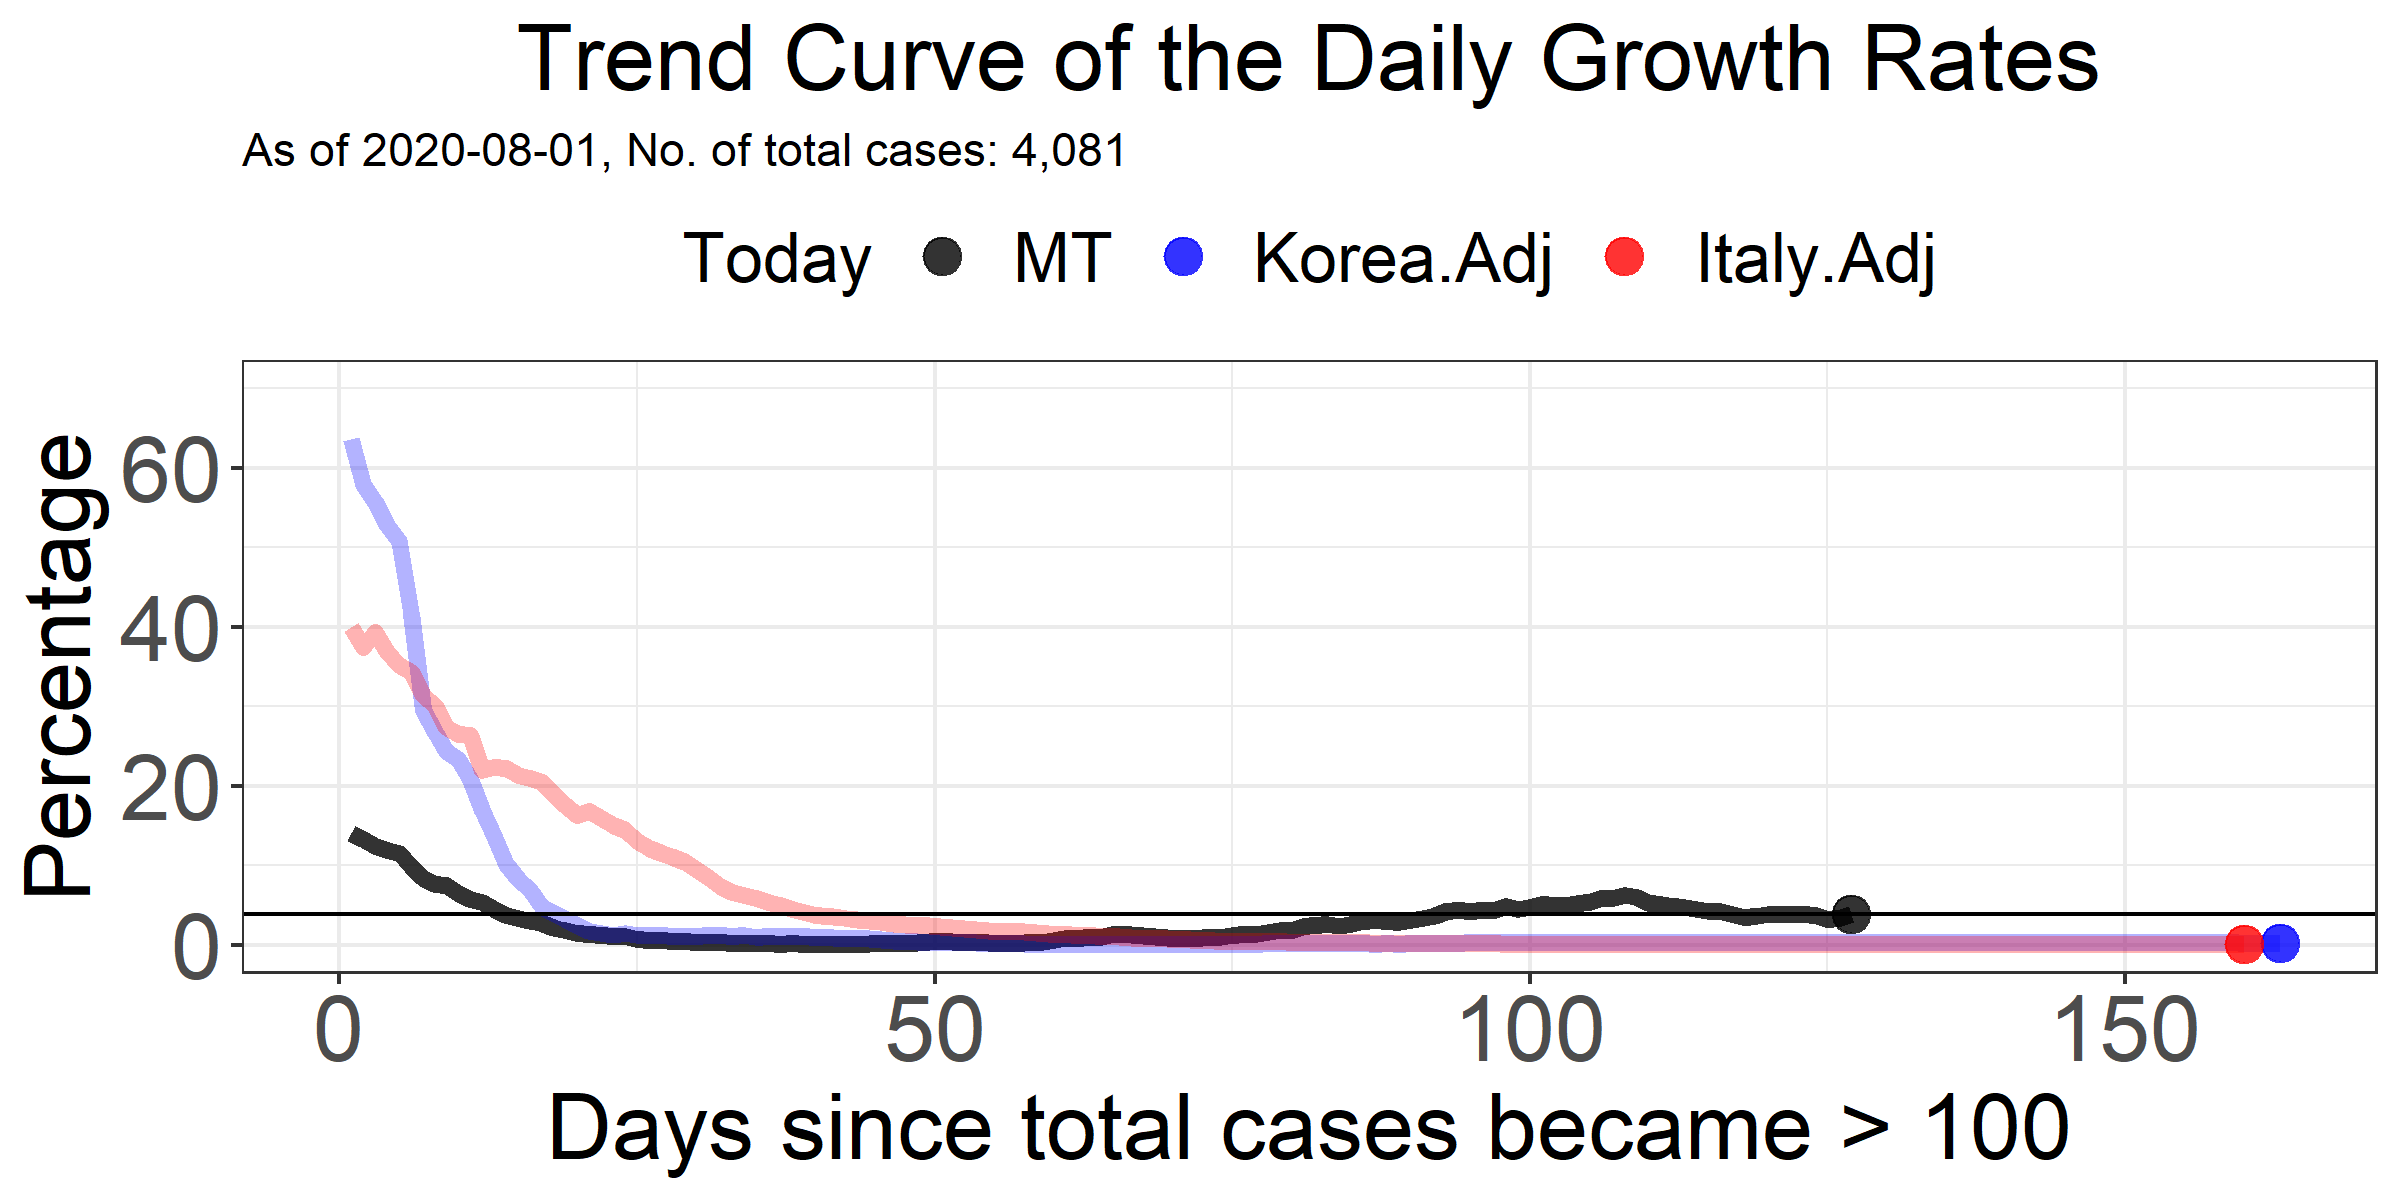 Trend Curve of the Daily Growth Rates
As of 2020-08-01, No. of total cases: 4,081
Today MT Korea.Adj Italy.Adj
Percentage
60
40
20
0
0 50 100 150
Days since total cases became > 100